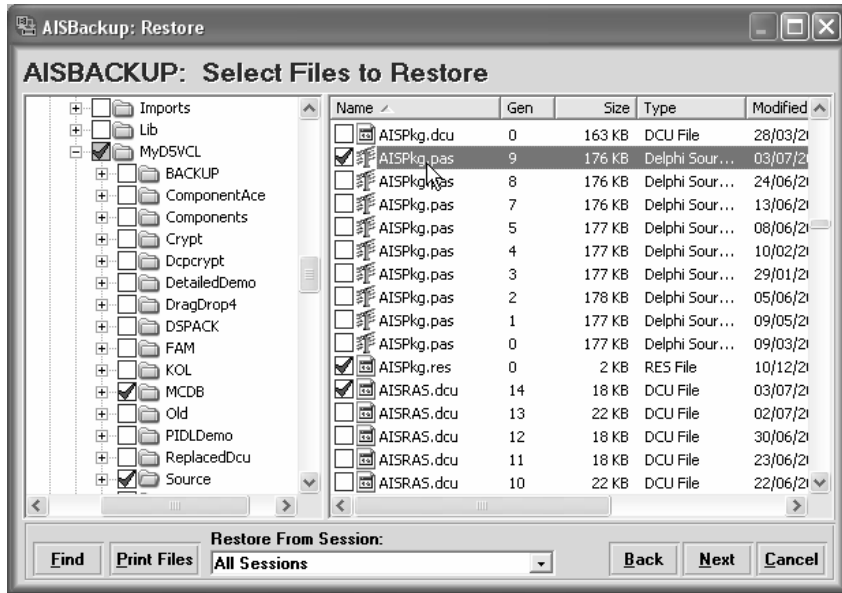 AISBackup: Restore
AISBACKUP: Select Files to Restore
Imports
Lib
MyD5VCL
BACKUP
ComponentAce
Components
Crypt
Dcpcrypt
DetailedDemo
DragDrop4
DSPACK
FAM
KOL
MCDB
Old
PIDLDemo
ReplacedDcu
Source
Name Gen Size Type Modified
AISPkg.dcu 0 163 KB DCU File 28/03/2
AISPkg.pas 9 176 KB Delphi Sour... 03/07/2
AISPkg.pas 8 176 KB Delphi Sour... 24/06/2
AISPkg.pas 7 176 KB Delphi Sour... 13/06/2
AISPkg.pas 5 177 KB Delphi Sour... 08/06/2
AISPkg.pas 4 177 KB Delphi Sour... 10/02/2
AISPkg.pas 3 177 KB Delphi Sour... 29/01/2
AISPkg.pas 2 178 KB Delphi Sour... 05/06/2
AISPkg.pas 1 177 KB Delphi Sour... 09/05/2
AISPkg.pas 0 177 KB Delphi Sour... 09/03/2
AISPkg.res 0 2 KB RES File 10/12/2
AISRAS.dcu 14 18 KB DCU File 03/07/2
AISRAS.dcu 13 22 KB DCU File 02/07/2
AISRAS.dcu 12 18 KB DCU File 30/06/2
AISRAS.dcu 11 18 KB DCU File 23/06/2
AISRAS.dcu 10 22 KB DCU File 22/06/2
Restore From Session:
Find Print Files All Sessions Back Next Cancel